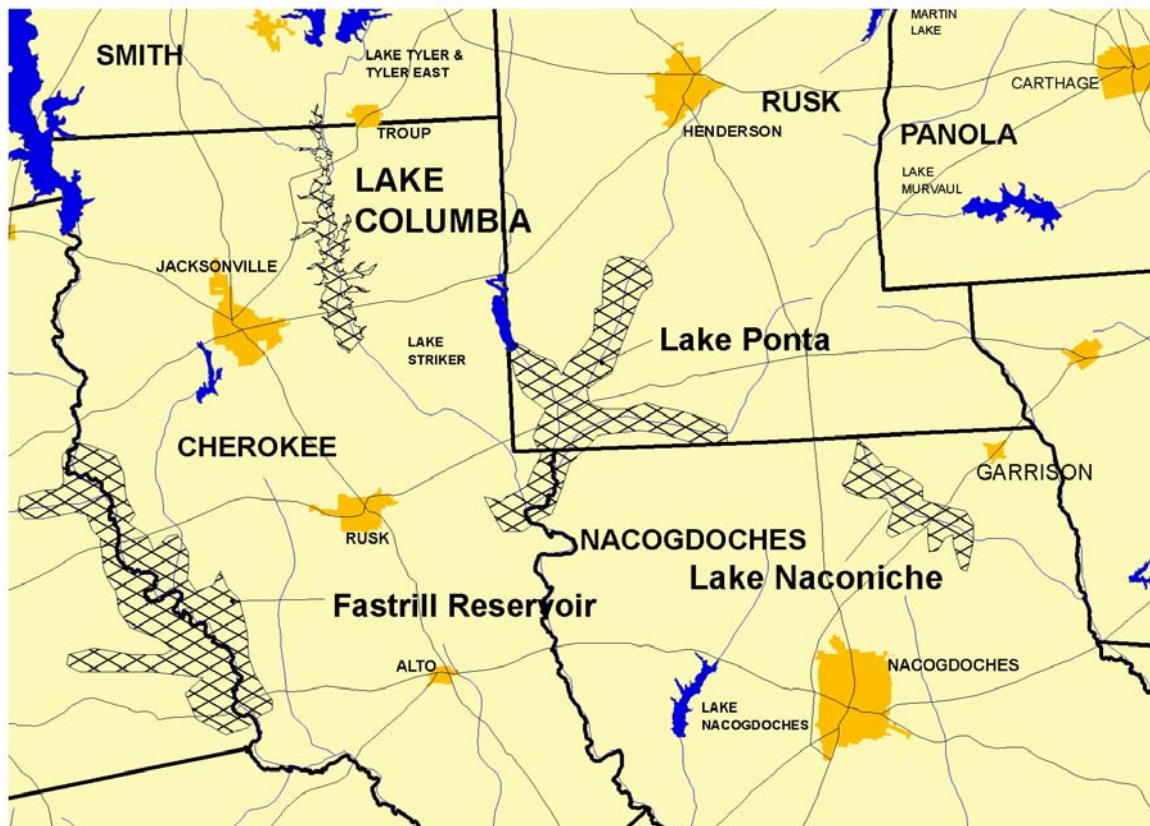 MARTIN
LAKE
SMITH
LAKE TYLER &
TYLER EAST
CARTHAGE
RUSK
HENDERSON
TROUP
PANOLA
LAKE
MURVAUL
LAKE
COLUMBIA
JACKSONVILLE
Lake Ponta
LAKE
STRIKER
CHEROKEE
GARRISON
RUSK
NACOGDOCHES
Lake Naconiche
Fastrill Reservoir
ALTO
NACOGDOCHES
LAKE
NACOGDOCHES